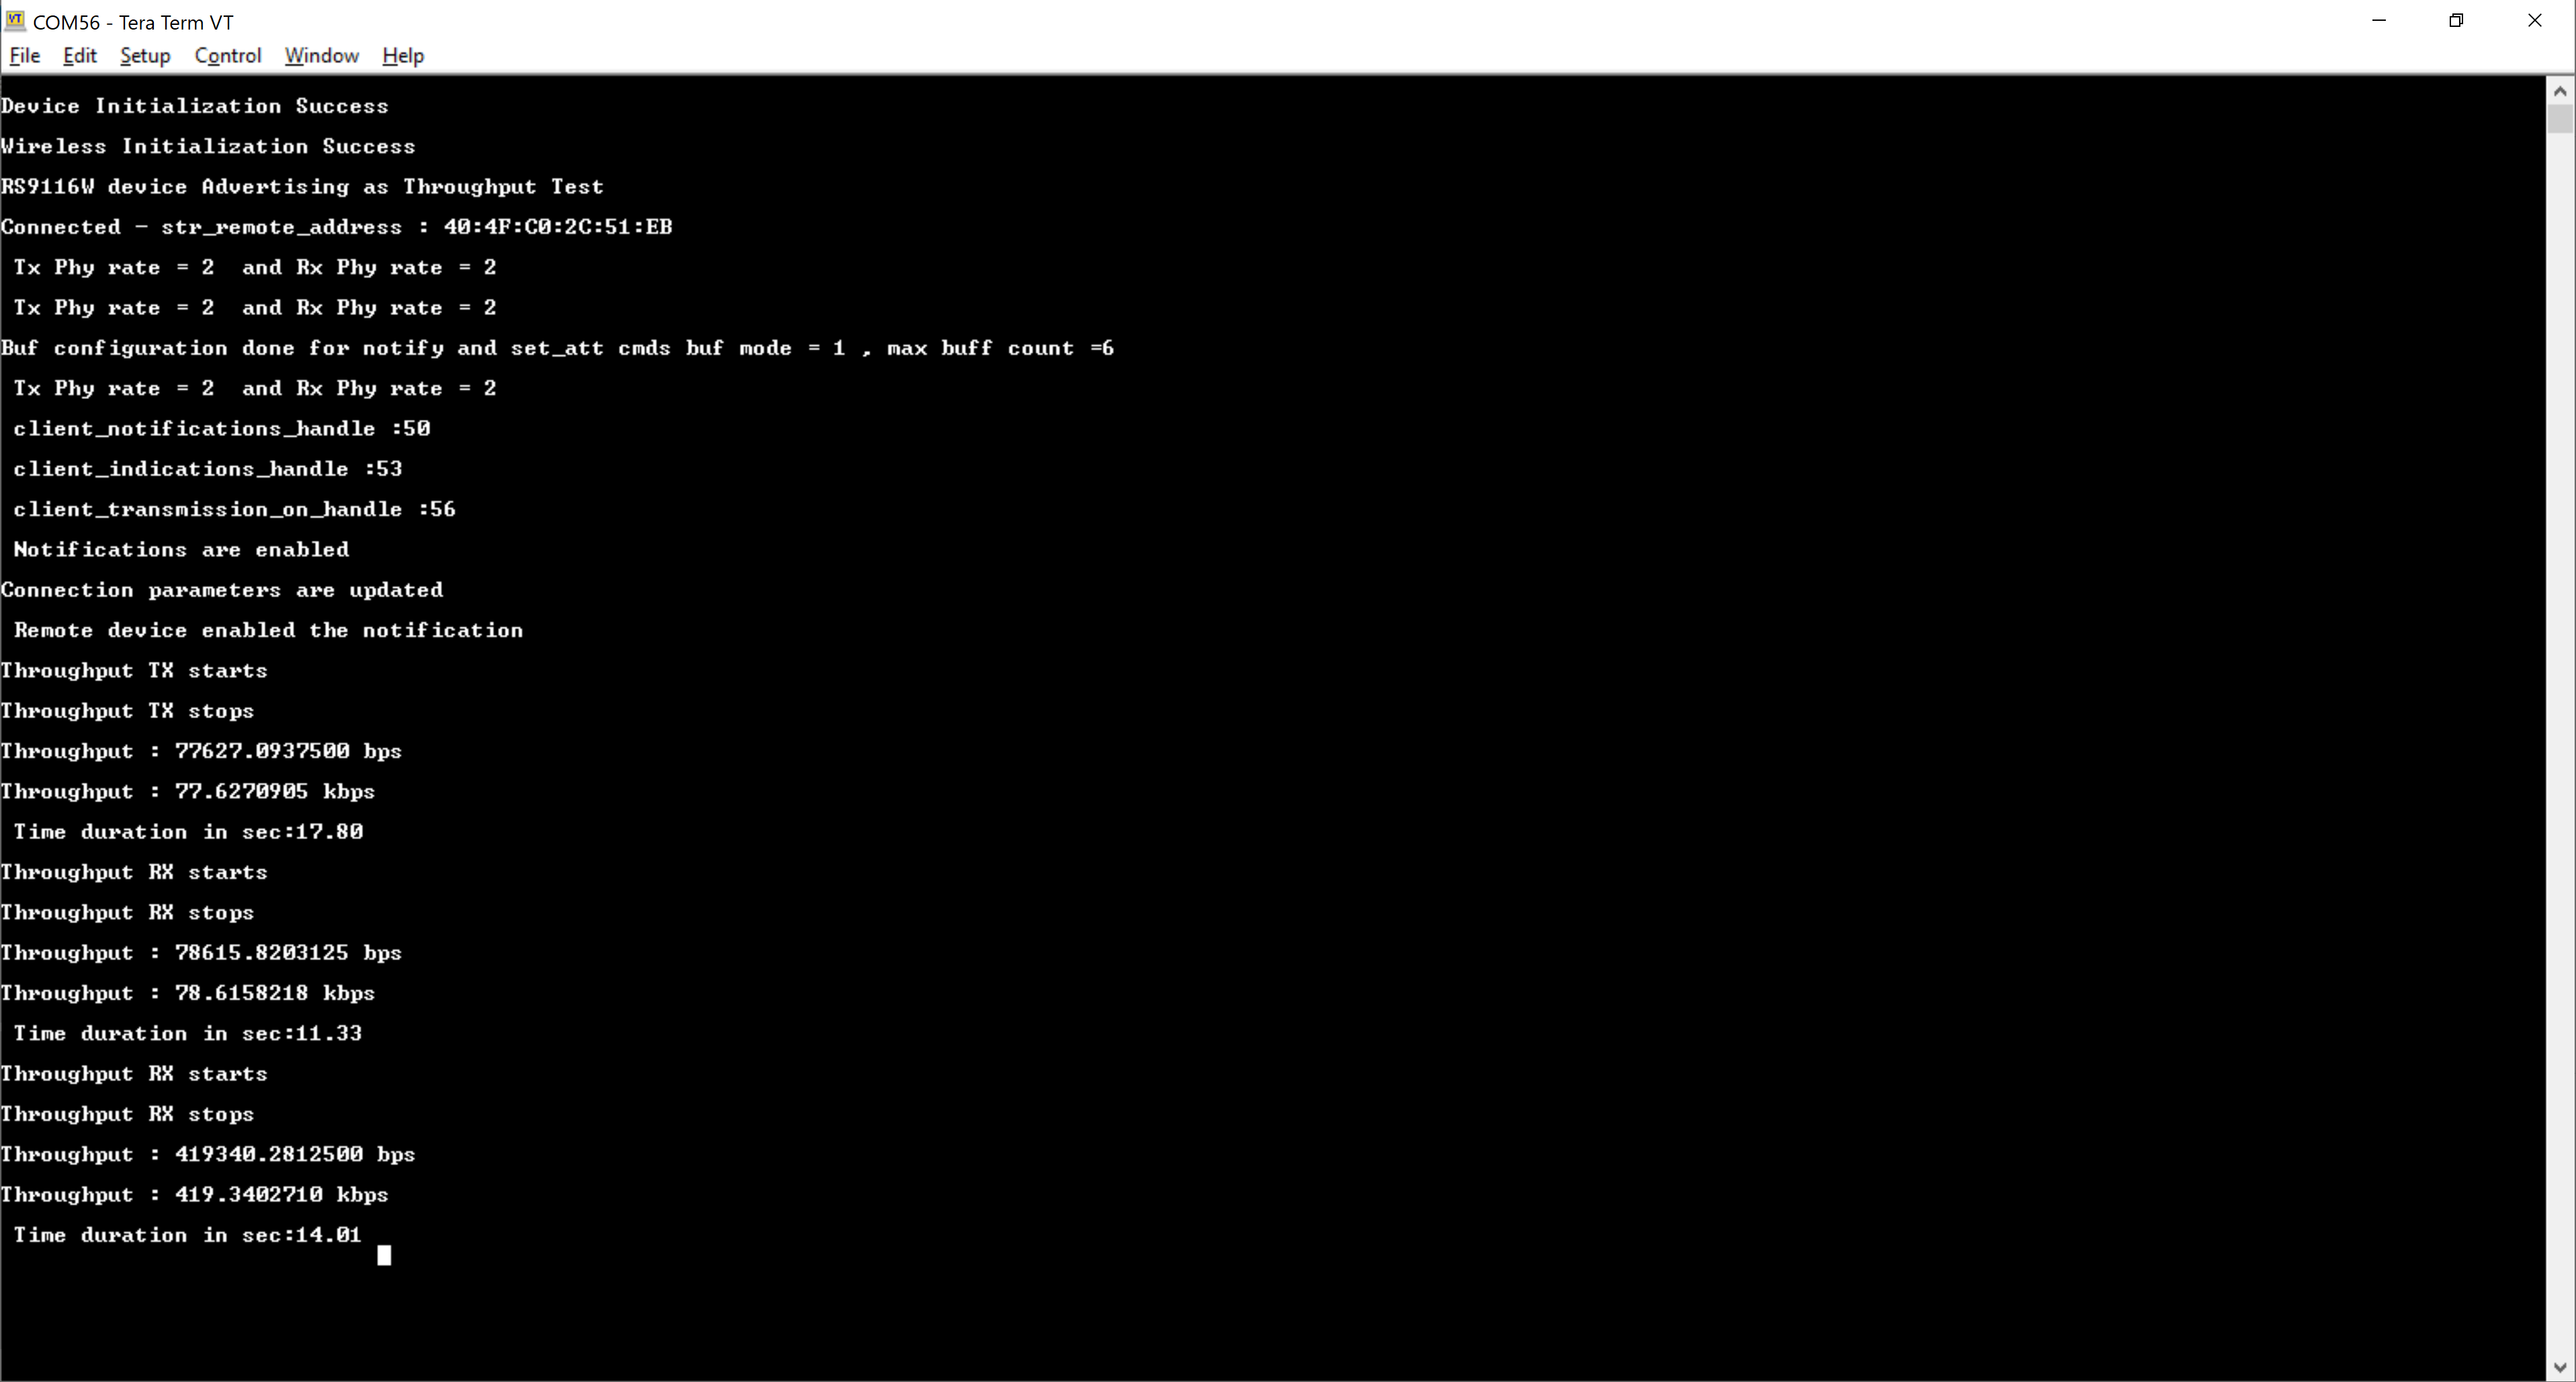 COM56 - Tera Term VT
File Edit Setup Control Window Help
Device Initialization Success
Wireless Initialization Success
RS9116W device Advertising as Throughput Test
Connected - str_remote_address : 40:4F:C0:2C:51:EB
Tx Phy rate = 2  and Rx Phy rate = 2
Tx Phy rate = 2  and Rx Phy rate = 2
Buf configuration done for notify and set_att cmds buf mode = 1 , max buff count =6
Tx Phy rate = 2  and Rx Phy rate = 2
client_notifications_handle :50
client_indications_handle :53
client_transmission_on_handle :56
Notifications are enabled
Connection parameters are updated
Remote device enabled the notification
Throughput TX starts
Throughput TX stops
Throughput : 77627.0937500 bps
Throughput : 77.6270905 kbps
Time duration in sec:17.80
Throughput RX starts
Throughput RX stops
Throughput : 78615.8203125 bps
Throughput : 78.6158218 kbps
Time duration in sec:11.33
Throughput RX starts
Throughput RX stops
Throughput : 419340.2812500 bps
Throughput : 419.3402710 kbps
Time duration in sec:14.01